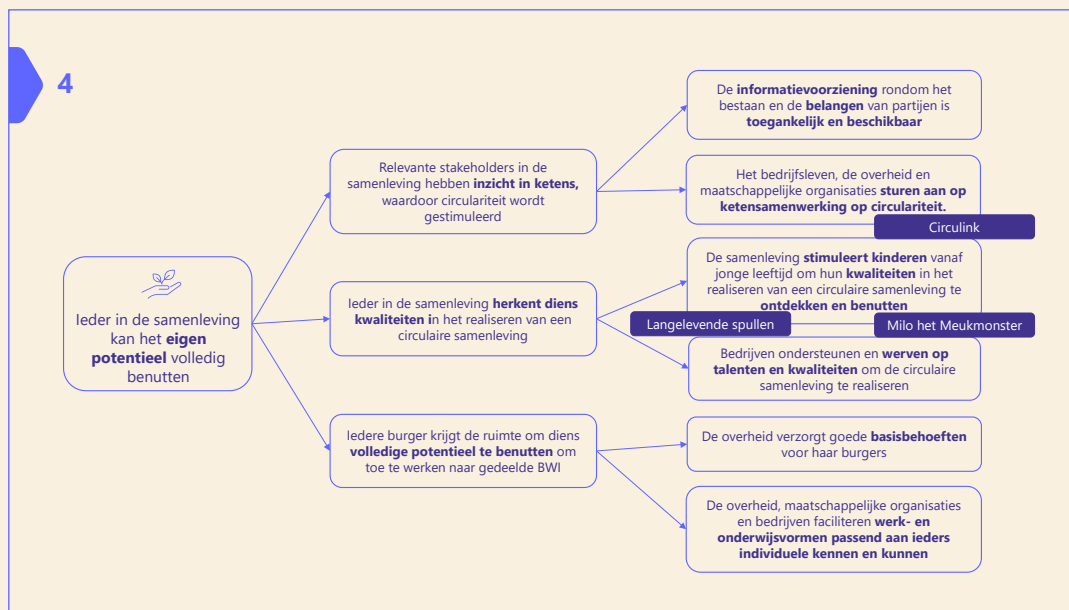 4
Ieder in de samenleving
kan het eigen
potentieel volledig
benutten
Relevante stakeholders in de
samenleving hebben inzicht in ketens,
waardoor circulariteit wordt
gestimuleerd
Ieder in de samenleving herkent diens
kwaliteiten in het realiseren van een
circulaire samenleving
Iedere burger krijgt de ruimte om diens
volledige potentieel te benutten om
toe te werken naar gedeelde BWI
De informatievoorziening rondom het
bestaan en de belangen van partijen is
toegankelijk en beschikbaar
Het bedrijfsleven, de overheid en
maatschappelijke organisaties sturen aan op
ketensamenwerking op circulariteit.
Circulink
De samenleving stimuleert kinderen vanaf
jonge leeftijd om hun kwaliteiten in het
realiseren van een circulaire samenleving te
ontdekken en benutten
Langelevende spullen
Milo het Meukmonster
Bedrijven ondersteunen en werven op
talenten en kwaliteiten om de circulaire
samenleving te realiseren
De overheid verzorgt goede basisbehoeften
voor haar burgers
De overheid, maatschappelijke organisaties
en bedrijven faciliteren werk- en
onderwijsvormen passend aan ieders
individuele kennen en kunnen